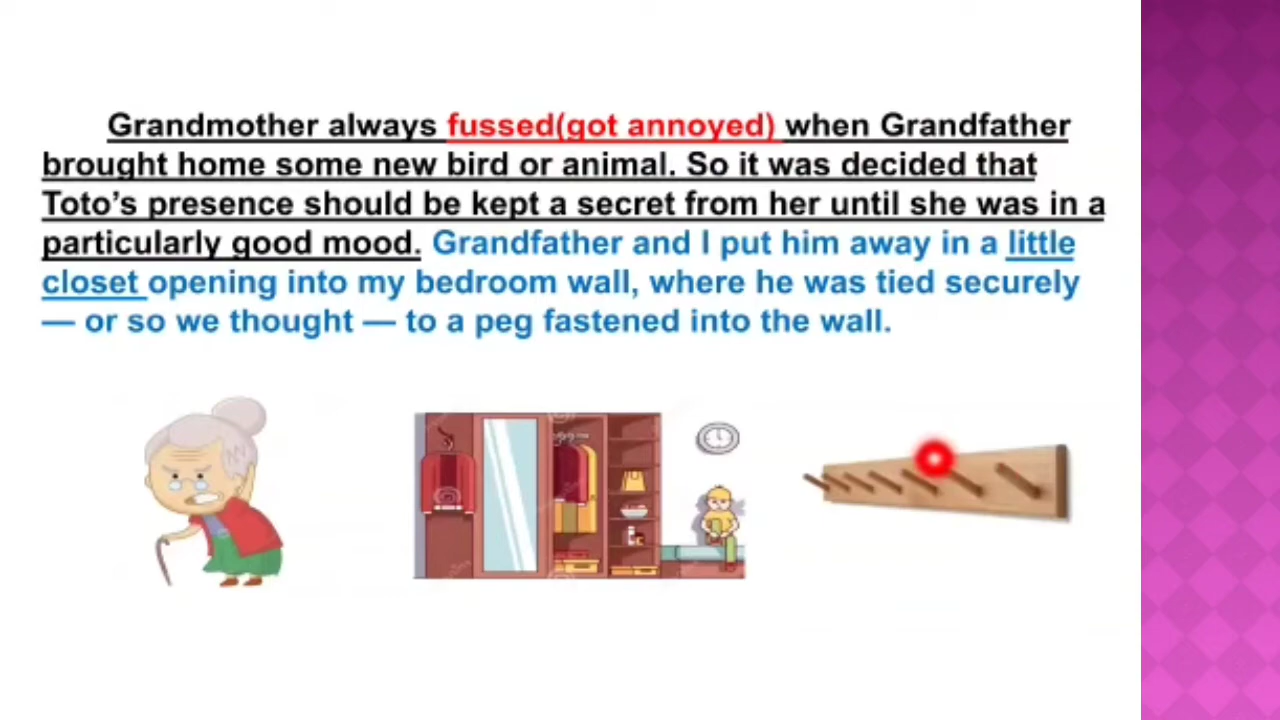 Grandmother always fussed(got annoyed) when Grandfather
brought home some new bird or animal. So it was decided that
Toto’s presence should be kept a secret from her until she was in a
particularly good mood. Grandfather and I put him away in a little
closet opening into my bedroom wall, where he was tied securely
— or so we thought — to a peg fastened into the wall.